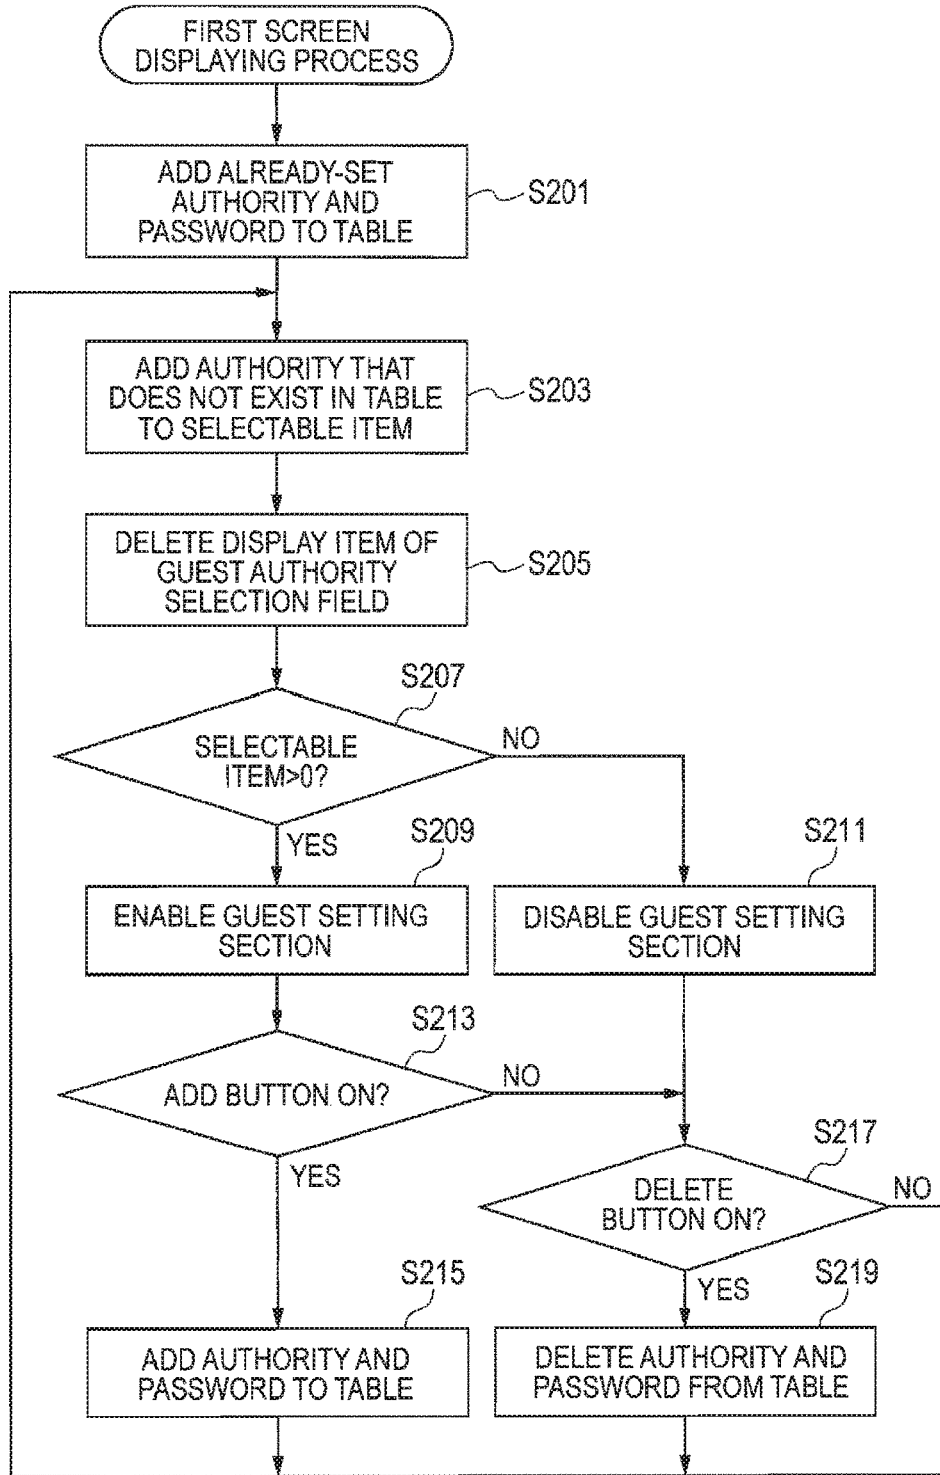 FIRST SCREEN
DISPLAYING PROCESS
ADD ALREADY-SET
AUTHORITY AND
PASSWORD TO TABLE
S201
ADD AUTHORITY THAT
DOES NOT EXIST IN TABLE
TO SELECTABLE ITEM
S203
DELETE DISPLAY ITEM OF
GUEST AUTHORITY
SELECTION FIELD
S205
S207
SELECTABLE
ITEM>0?
NO
YES
S209
ENABLE GUEST SETTING
SECTION
S211
DISABLE GUEST SETTING
SECTION
S213
ADD BUTTON ON?
NO
YES
S217
DELETE
BUTTON ON?
NO
YES
S215
ADD AUTHORITY AND
PASSWORD TO TABLE
S219
DELETE AUTHORITY AND
PASSWORD FROM TABLE